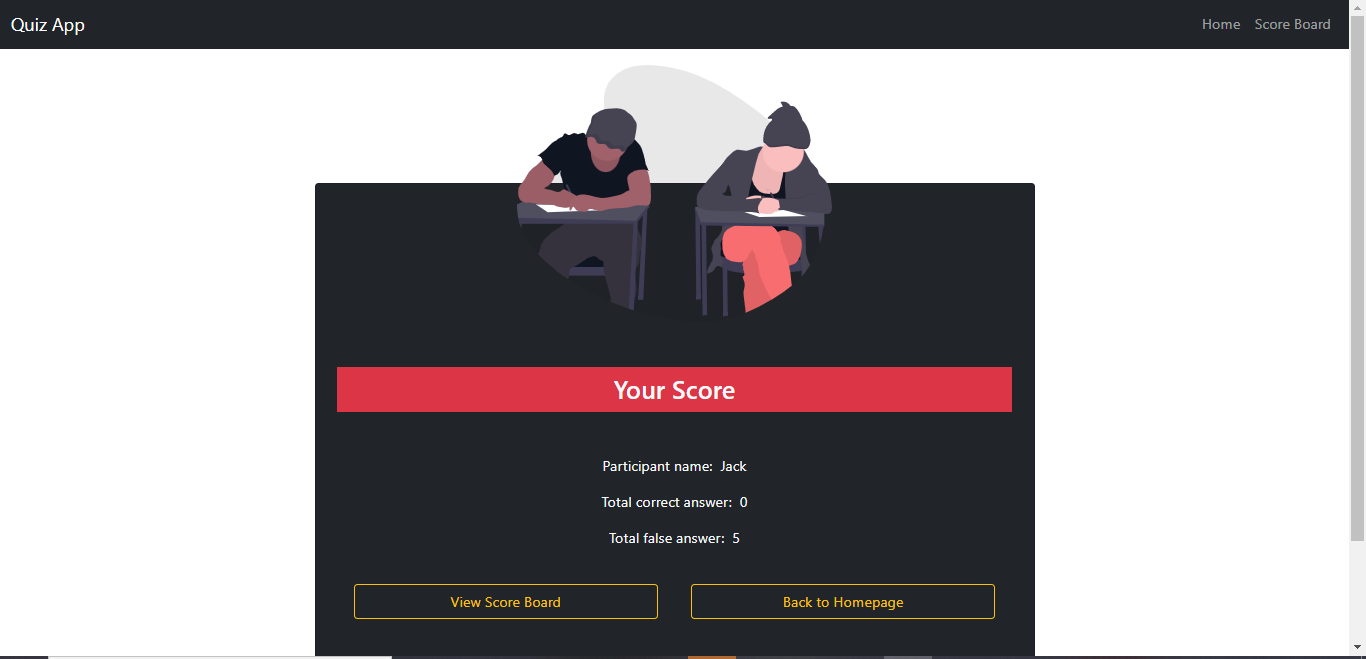 Quiz App
Home Score Board
Your Score
Participant name: Jack
Total correct answer: 0
Total false answer: 5
View Score Board
Back to Homepage